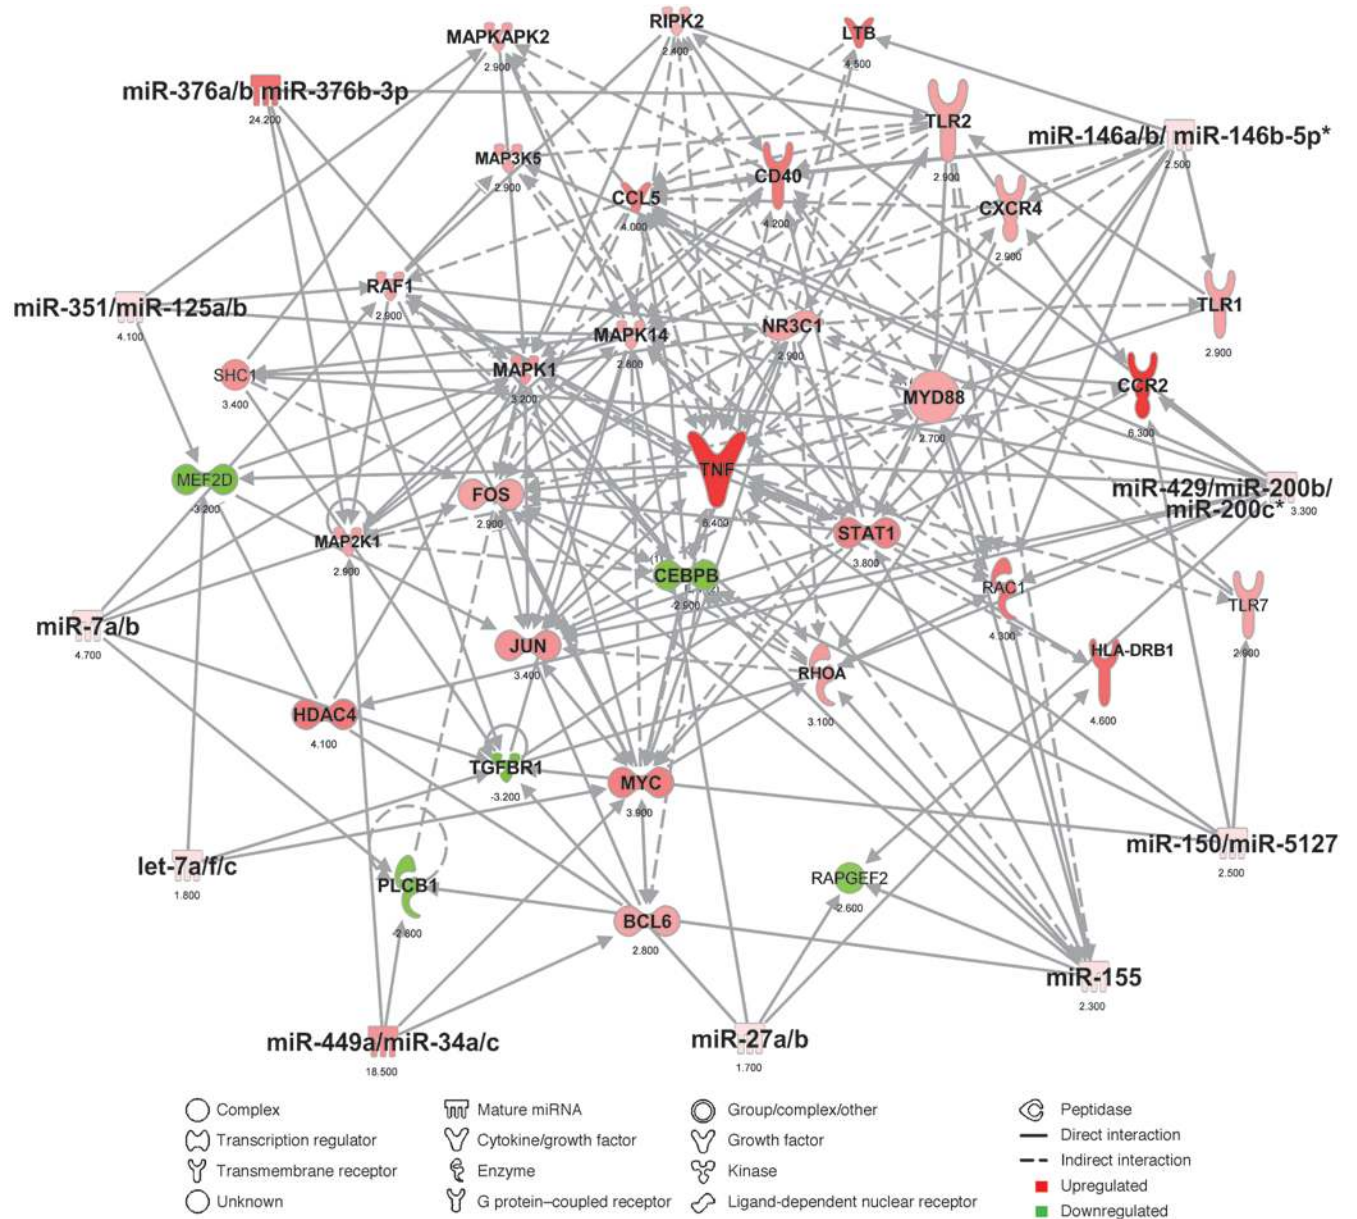 RIPK2
2.400
MAPKAPK2
2.900
LTB
4.500
miR-376a/b miR-376b-3p
24.200
TLR2
2.900
miR-146a/b/ miR-146b-5p*
2.500
MAP3K5
2.900
CD40
4.200
CCL5
4.000
CXCR4
2.900
RAF1
2.900
miR-351/miR-125a/b
4.100
TLR1
2.900
NR3C1
2.900
MAPK14
2.800
MAPK1
3.200
SHC1
3.400
CCR2
6.300
MYD88
2.700
TNF
6.400
MEF2D
-3.200
FOS
2.900
miR-429/miR-200b/
miR-200c*
3.300
STAT1
3.800
MAP2K1
2.900
CEBPB
-2.900
RAC1
4.300
TLR7
2.900
miR-7a/b
4.700
JUN
3.400
HLA-DRB1
4.600
RHOA
3.100
HDAC4
4.100
TGFBR1
-3.200
MYC
3.900
miR-150/miR-5127
2.500
let-7a/f/c
1.800
PLCB1
-2.800
RAPGEF2
-2.600
BCL6
2.800
miR-155
2.300
miR-449a/miR-34a/c
18.500
miR-27a/b
1.700
Complex
Mature miRNA
Group/complex/other
Peptidase
Transcription regulator
Cytokine/growth factor
Growth factor
Direct interaction
Transmembrane receptor
Enzyme
Kinase
Indirect interaction
Unknown
G protein–coupled receptor
Ligand-dependent nuclear receptor
Upregulated
Downregulated